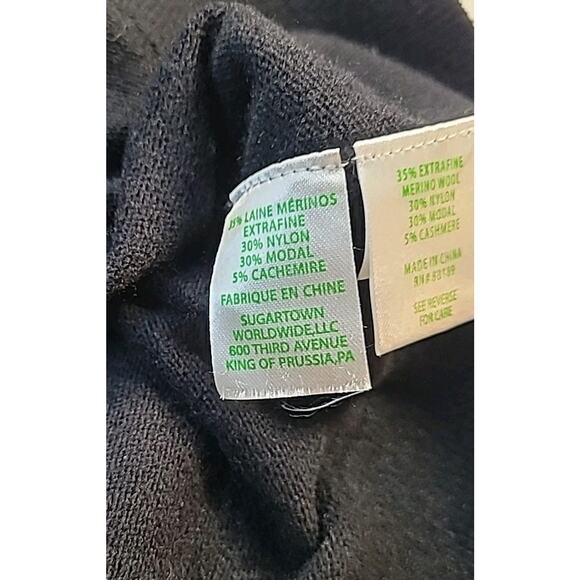 35% LAINE MÉRINOS
EXTRAFINE
30% NYLON
30% MODAL
5% CACHEMIRE
FABRIQUE EN CHINE
SUGARTOWN
WORLDWIDE,LLC
600 THIRD AVENUE
KING OF PRUSSIA,PA
35% EXTRAFINE
MERINO WOOL
30% NYLON
30% MODAL
5% CASHMERE
MADE IN CHINA
RN#
SEE REVERSE
FOR CARE